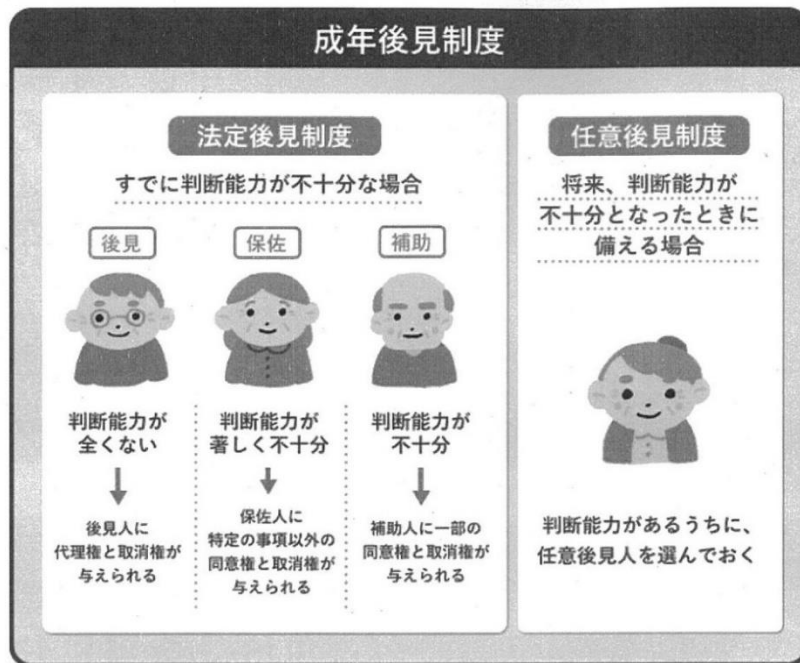 成年後見制度
法定後見制度
すでに判断能力が不十分な場合
後見
保佐
補助
判断能力が
全くない
判断能力が
著しく不十分
判断能力が
不十分
後見人に
代理権と取消権が
与えられる
保佐人に
特定の事項以外の
同意権と取消権が
与えられる
補助人に一部の
同意権と取消権が
与えられる
任意後見制度
将来、判断能力が
不十分となったときに
備える場合
判断能力があるうちに、
任意後見人を選んでおく